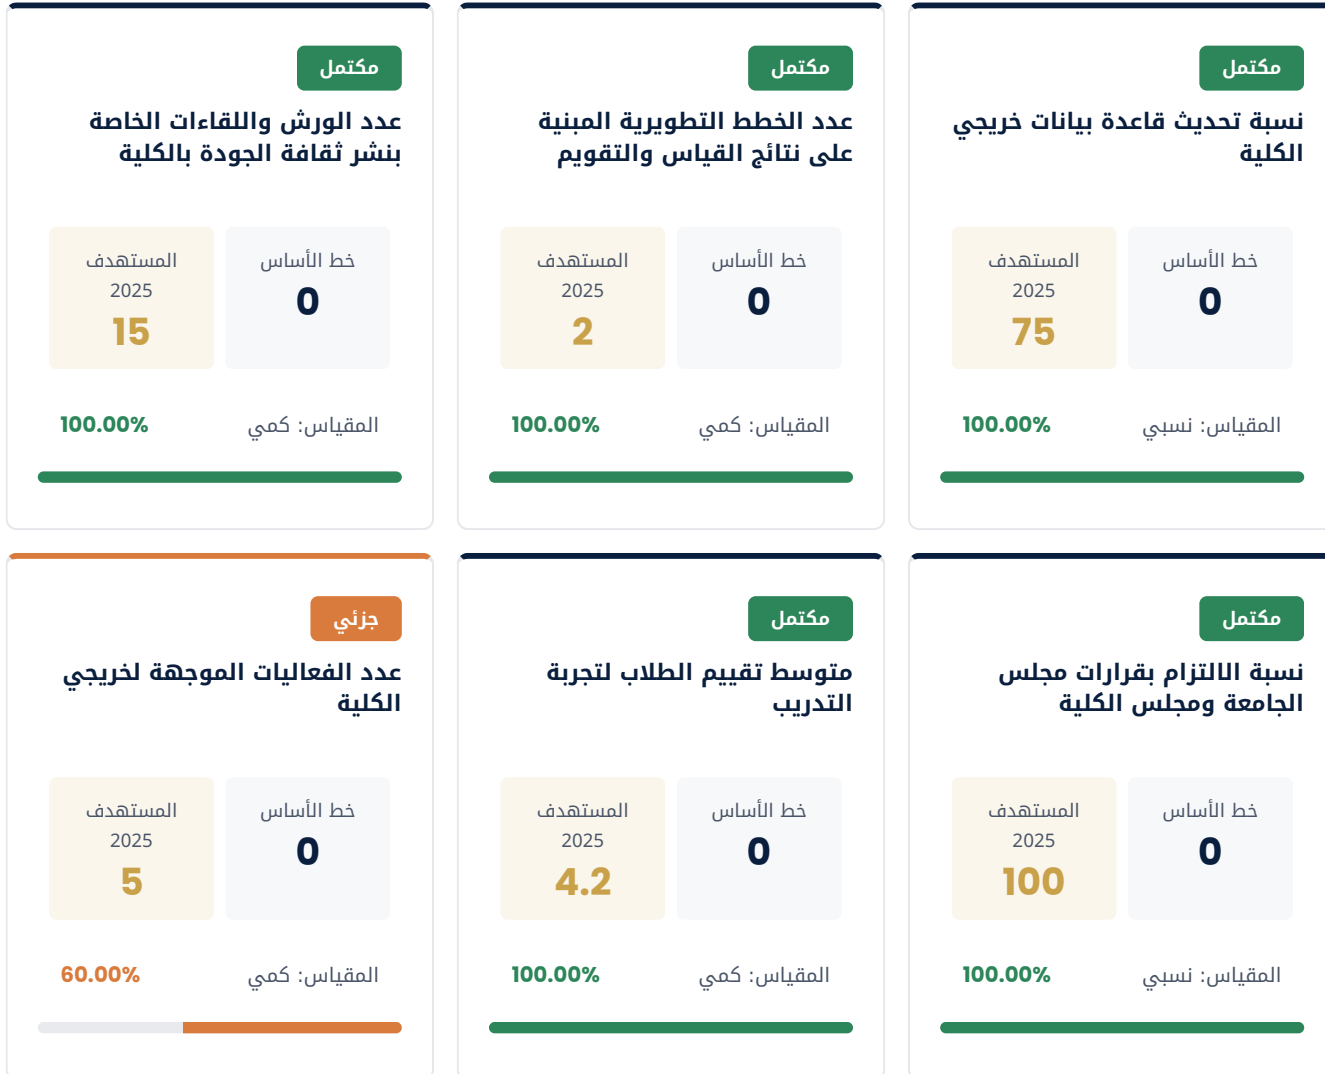 مكتمل
نسبة تحديث قاعدة بيانات خريجي
الكلية
خط الأساس
0
المستهدف
2025
75
المقياس: نسبي
100.00%
مكتمل
عدد الخطط التطويرية المبنية
على نتائج القياس والتقويم
خط الأساس
0
المستهدف
2025
2
المقياس: كمي
100.00%
مكتمل
عدد الورش واللقاءات الخاصة
بنشر ثقافة الجودة بالكلية
خط الأساس
0
المستهدف
2025
15
المقياس: كمي
100.00%
مكتمل
نسبة الالتزام بقرارات مجلس
الجامعة ومجلس الكلية
خط الأساس
0
المستهدف
2025
100
المقياس: نسبي
100.00%
مكتمل
متوسط تقييم الطلاب لتجربة
التدريب
خط الأساس
0
المستهدف
2025
4.2
المقياس: كمي
100.00%
جزئي
عدد الفعاليات الموجهة لخريجي
الكلية
خط الأساس
0
المستهدف
2025
5
المقياس: كمي
60.00%